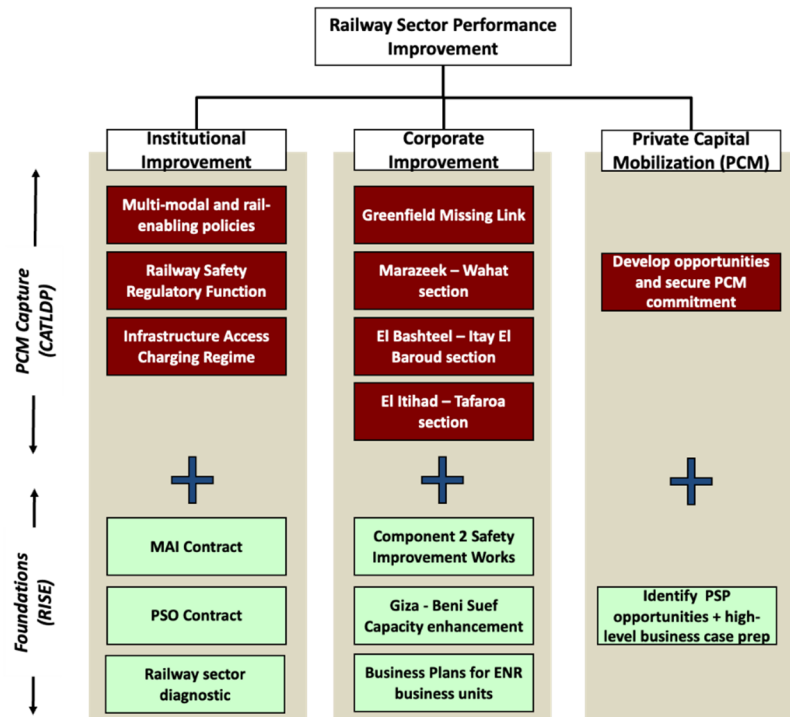 Railway Sector Performance
Improvement
Institutional
Improvement
Corporate
Improvement
Private Capital
Mobilization (PCM)
PCM Capture
(CATLDP)
Multi-modal and rail-
enabling policies
Railway Safety
Regulatory Function
Infrastructure Access
Charging Regime
Greenfield Missing Link
Marazeek – Wahat
section
El Bashteel – Itay El
Baroud section
El Itihad – Tafaroa
section
Develop opportunities
and secure PCM
commitment
Foundations
(RISE)
MAI Contract
PSO Contract
Railway sector
diagnostic
Component 2 Safety
Improvement Works
Giza - Beni Suef
Capacity enhancement
Business Plans for ENR
business units
Identify PSP
opportunities + high-
level business case prep